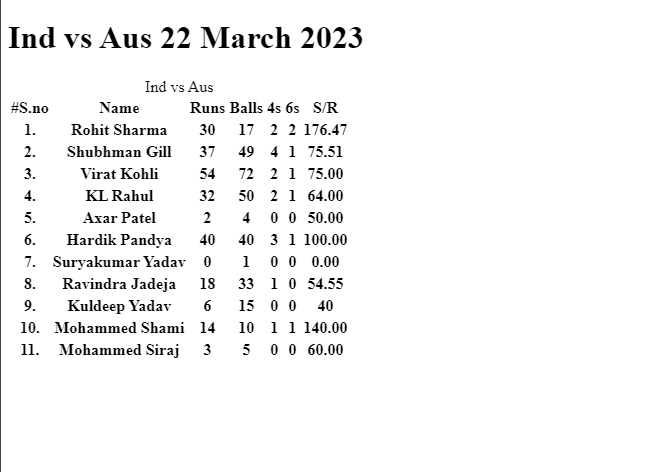 Ind vs Aus 22 March 2023
Ind vs Aus
#S.no Name Runs Balls 4s 6s S/R
1. Rohit Sharma 30 17 2 2 176.47
2. Shubhman Gill 37 49 4 1 75.51
3. Virat Kohli 54 72 2 1 75.00
4. KL Rahul 32 50 2 1 64.00
5. Axar Patel 2 4 0 0 50.00
6. Hardik Pandya 40 40 3 1 100.00
7. Suryakumar Yadav 0 1 0 0 0.00
8. Ravindra Jadeja 18 33 1 0 54.55
9. Kuldeep Yadav 6 15 0 0 40
10. Mohammed Shami 14 10 1 1 140.00
11. Mohammed Siraj 3 5 0 0 60.00